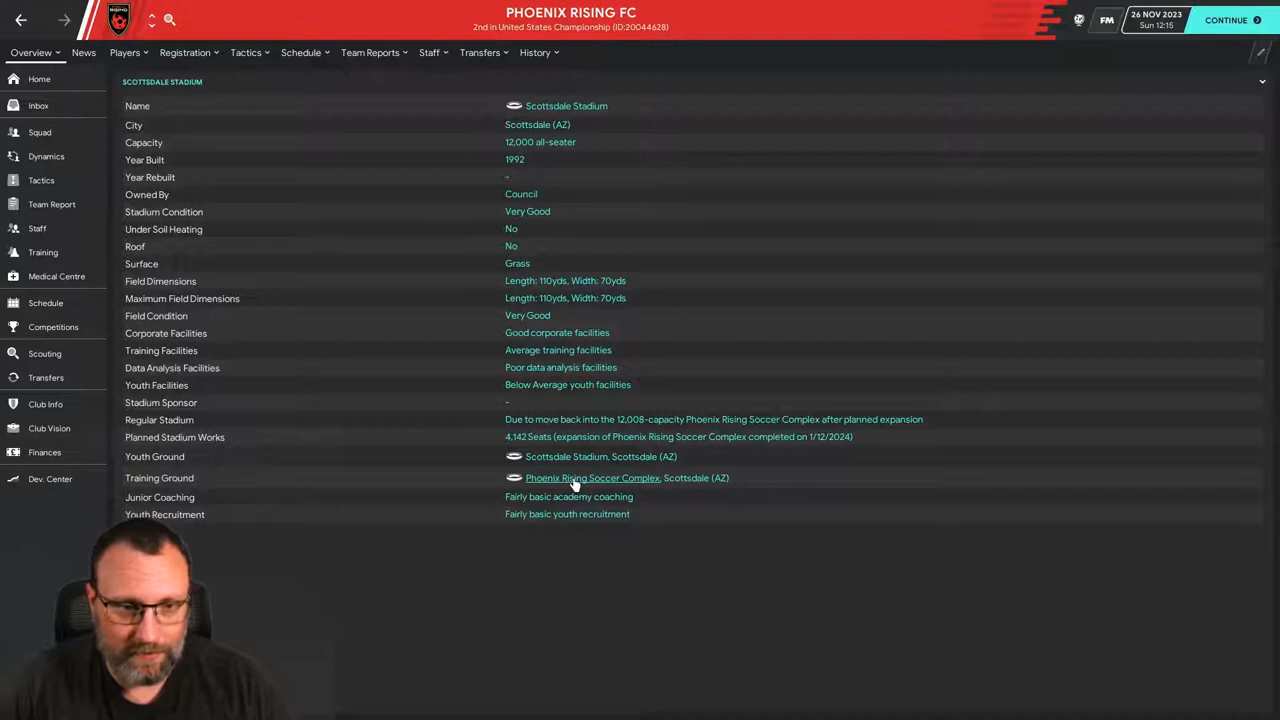 PHOENIX RISING FC
2nd in United States Championship (ID:20044628)
FM
26 NOV 2023
Sun 12:15
CONTINUE
Overview
News
Players
Registration
Tactics
Schedule
Team Reports
Staff
Transfers
History
Home
Inbox
Squad
Dynamics
Tactics
Team Report
Staff
Training
Medical Centre
Schedule
Competitions
Scouting
Transfers
Club Info
Club Vision
Finances
Dev. Center
SCOTTSDALE STADIUM
Name Scottsdale Stadium
City Scottsdale (AZ)
Capacity 12,000 all-seater
Year Built 1992
Year Rebuilt -
Owned By Council
Stadium Condition Very Good
Under Soil Heating No
Roof No
Surface Grass
Field Dimensions Length: 110yds, Width: 70yds
Maximum Field Dimensions Length: 110yds, Width: 70yds
Field Condition Very Good
Corporate Facilities Good corporate facilities
Training Facilities Average training facilities
Data Analysis Facilities Poor data analysis facilities
Youth Facilities Below Average youth facilities
Stadium Sponsor -
Regular Stadium Due to move back into the 12,008-capacity Phoenix Rising Soccer Complex after planned expansion
Planned Stadium Works 4,142 Seats (expansion of Phoenix Rising Soccer Complex completed on 1/12/2024)
Youth Ground Scottsdale Stadium, Scottsdale (AZ)
Training Ground Phoenix Rising Soccer Complex, Scottsdale (AZ)
Junior Coaching Fairly basic academy coaching
Youth Recruitment Fairly basic youth recruitment